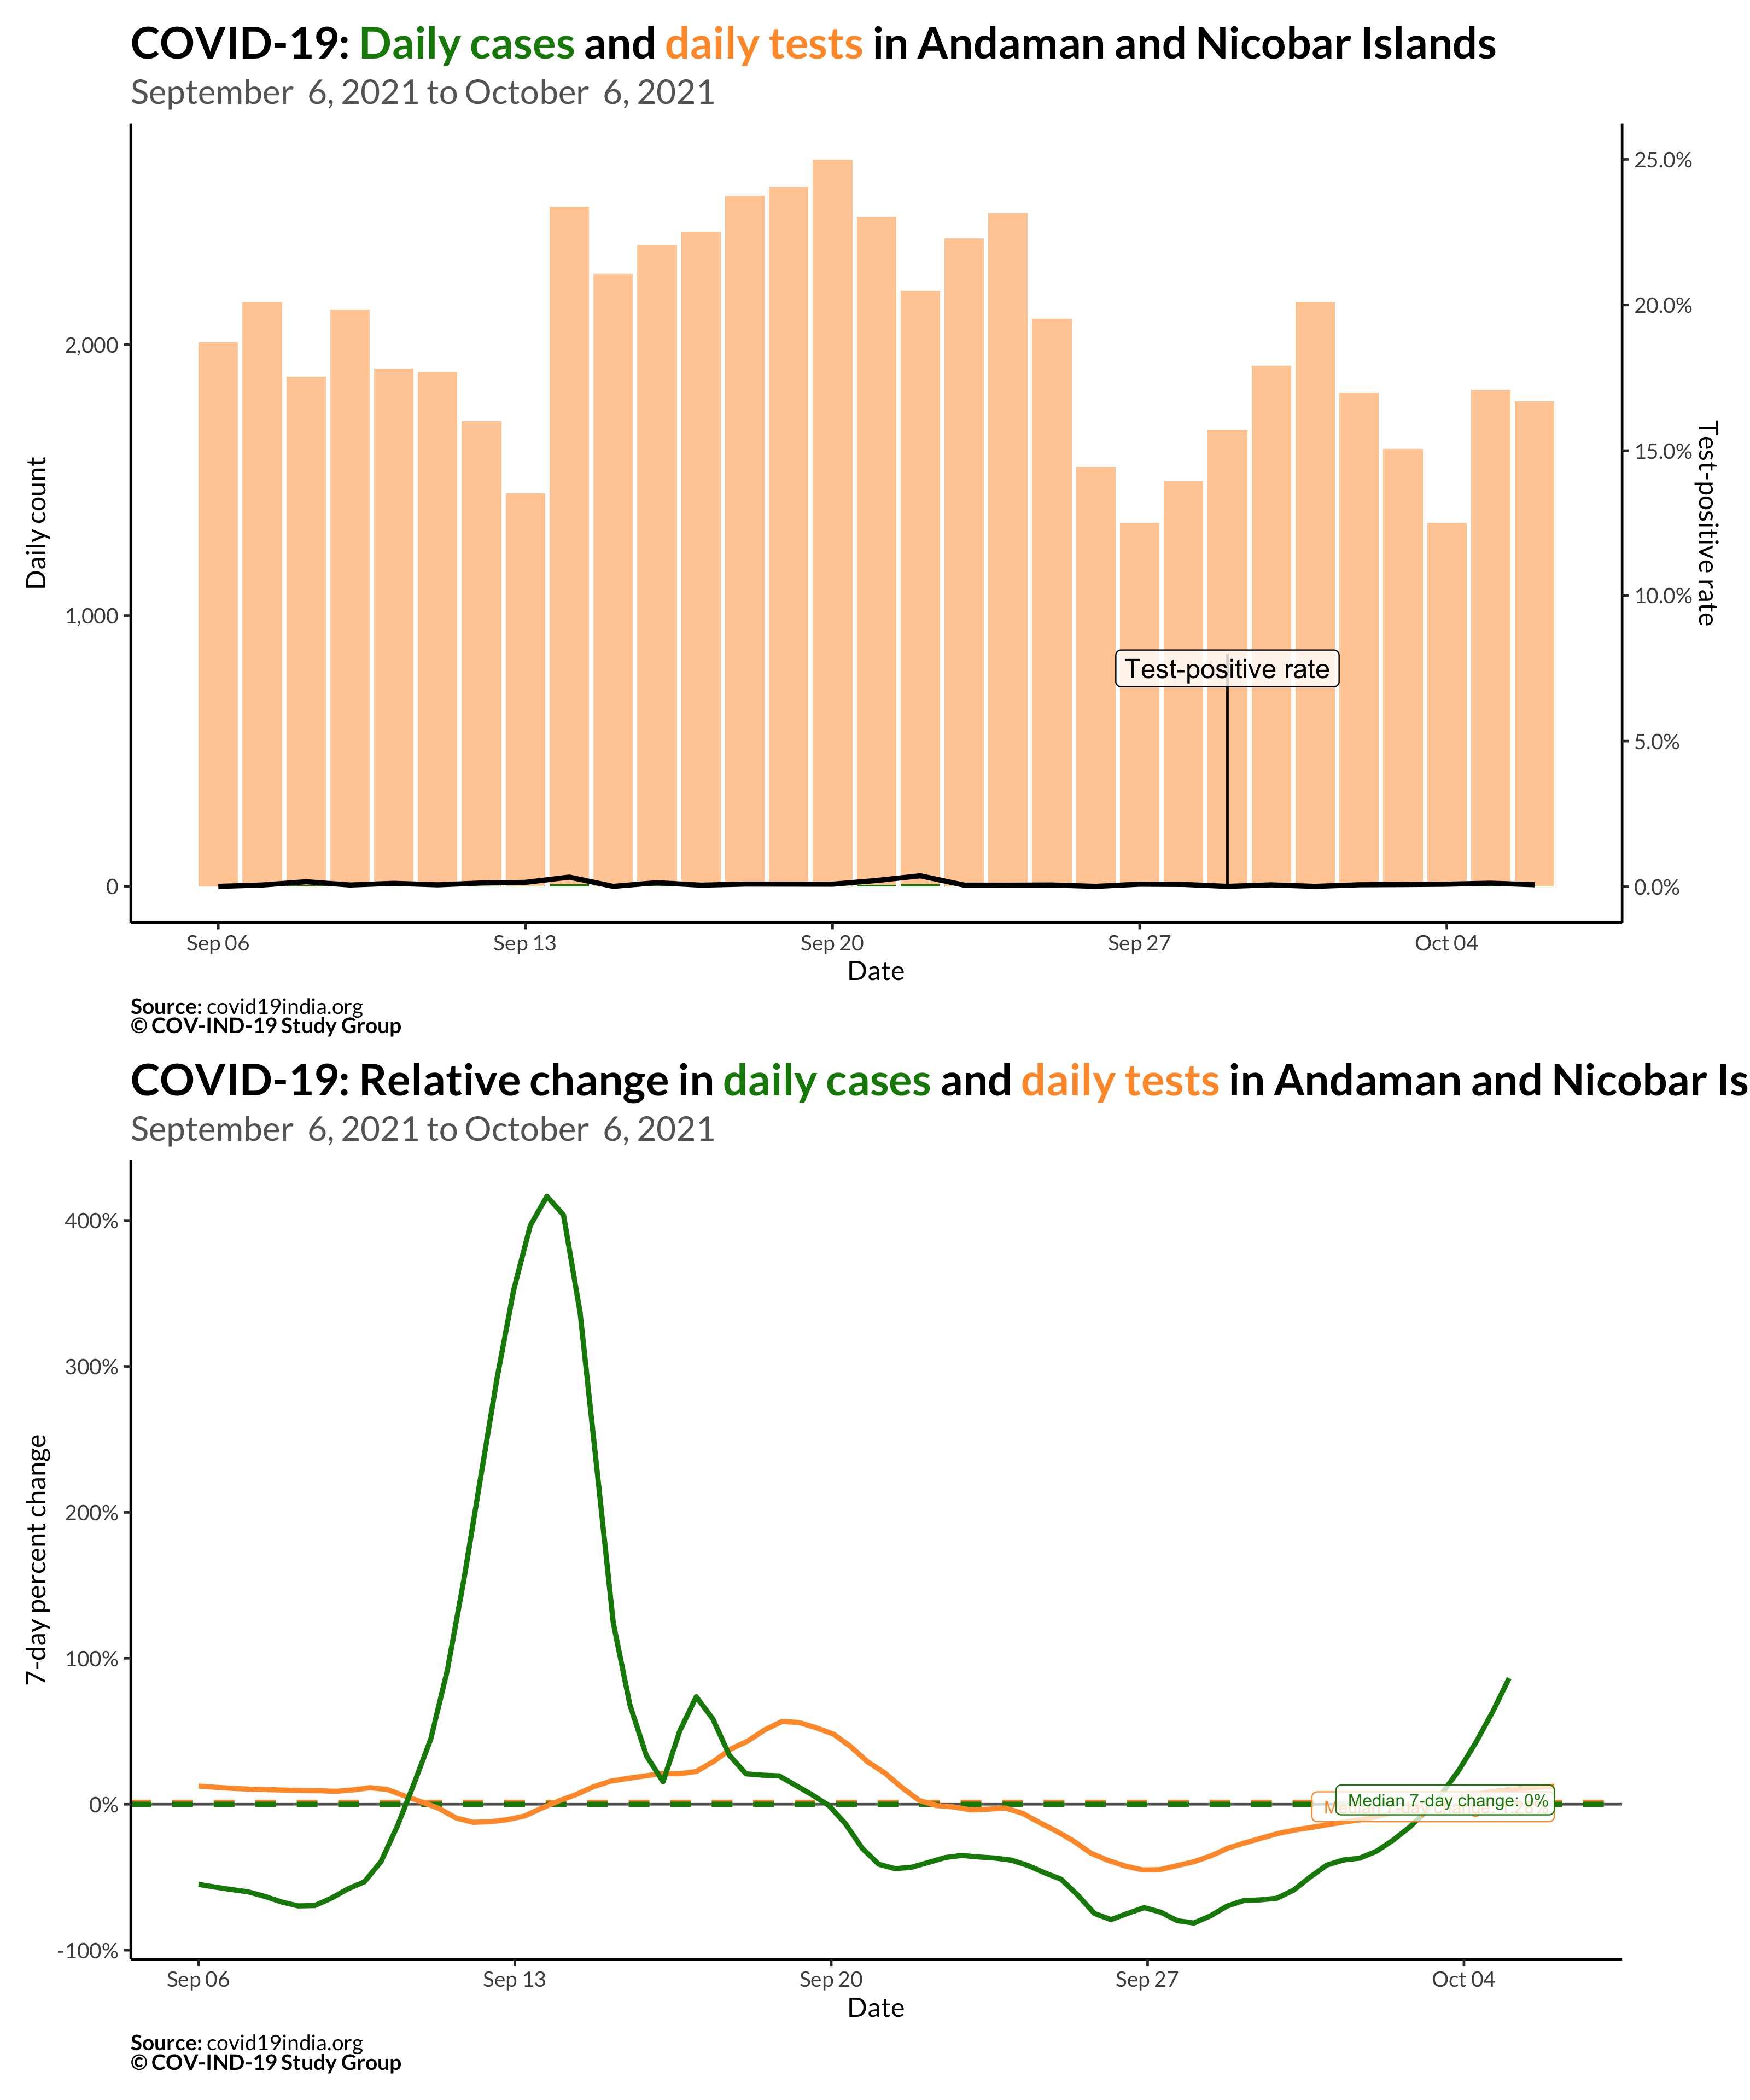 COVID-19: Daily cases and daily tests in Andaman and Nicobar Islands
September 6, 2021 to October 6, 2021
Daily count
2,000
1,000
0
25.0%
20.0%
15.0%
10.0%
5.0%
0.0%
Test-positive rate
Test-positive rate
Sep 06
Sep 13
Sep 20
Sep 27
Oct 04
Date
Source: covid19india.org
© COV-IND-19 Study Group
COVID-19: Relative change in daily cases and daily tests in Andaman and Nicobar Is
September 6, 2021 to October 6, 2021
7-day percent change
400%
300%
200%
100%
0%
-100%
Median 7-day change: 0%
Sep 06
Sep 13
Sep 20
Sep 27
Oct 04
Date
Source: covid19india.org
© COV-IND-19 Study Group